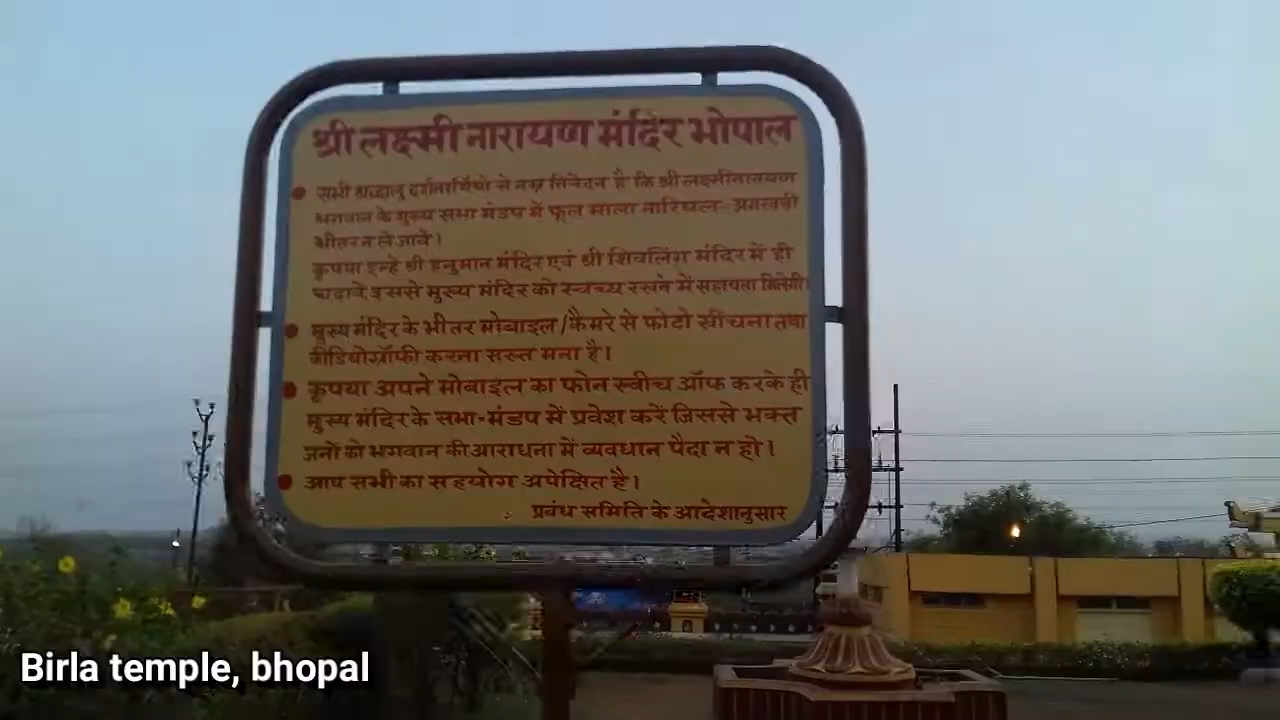 श्री लक्ष्मी नारायण मंदिर भोपाल
सभी श्रद्धालु दर्शनार्थियो से नम्र निवेदन है कि श्री लक्ष्मीनारायण
भगवान के मुख्य सभा मंडप में फूल माला नारियल-अगरबत्ती
भीतर न ले जावे।
कृपया इन्हे श्री हनुमान मंदिर एवं श्री शिवलिंग मंदिर में ही
चढ़ावे इससे मुख्य मंदिर को स्वच्छ रखने में सहायता मिलेगी।
मुख्य मंदिर के भीतर मोबाइल/कैमरे से फोटो खींचना तथा
वीडियोग्रॉफी करना सख्त मना है।
कृपया अपने मोबाइल का फोन स्वीच ऑफ करके ही
मुख्य मंदिर के सभा-मंडप में प्रवेश करें जिससे भक्त
जनों को भगवान की आराधना में व्यवधान पैदा न हो।
आप सभी का सहयोग अपेक्षित है।
प्रबंध समिति के आदेशानुसार
Birla temple, bhopal